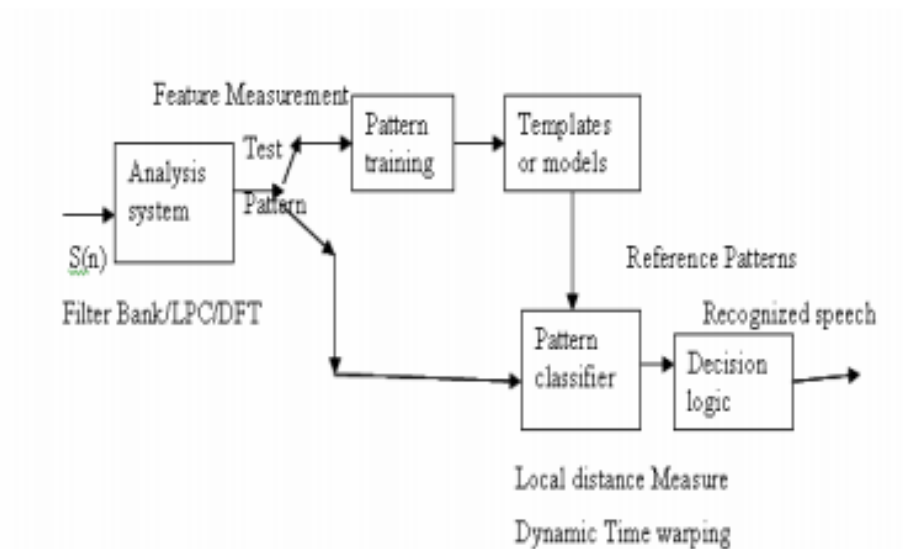 Feature Measurement
Pattern
training
Templates
or models
Test
Pattern
Analysis
system
S(n)
Filter Bank/LPC/DFT
Reference Patterns
Recognized speech
Pattern
classifier
Decision
logic
Local distance Measure
Dynamic Time warping